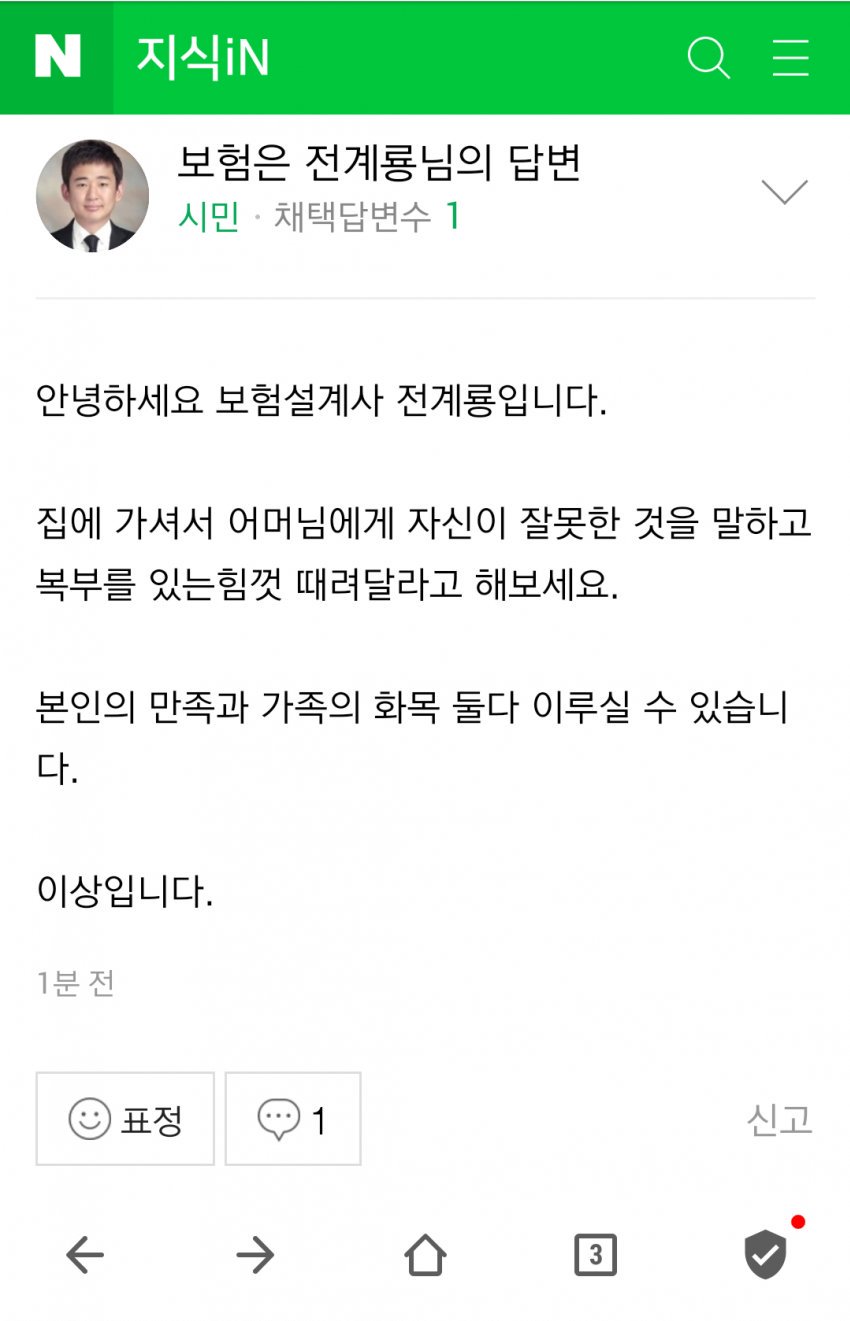 N 지식iN
보험은 전계룡님의 답변
시민 · 채택답변수 1
안녕하세요 보험설계사 전계룡입니다.
집에 가셔서 어머님에게 자신이 잘못한 것을 말하고
복부를 있는힘껏 때려달라고 해보세요.
본인의 만족과 가족의 화목 둘다 이루실 수 있습니
다.
이상입니다.
1분 전
표정 1 신고
3